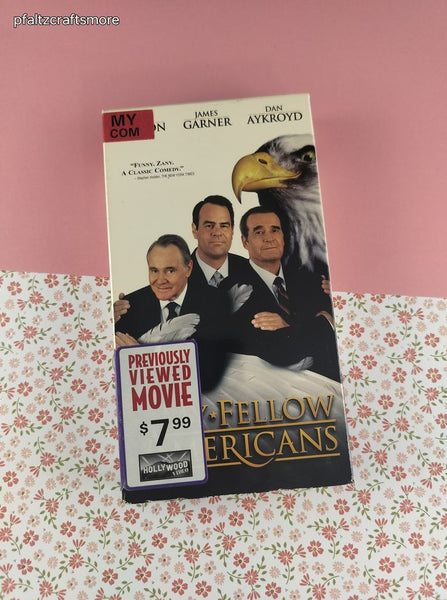 pfaltzcraftsmore
MY
COM
ON
JAMES
GARNER
DAN
AYKROYD
"FUNNY, ZANY.
A CLASSIC COMEDY."
PREVIOUSLY
VIEWED
MOVIE
$7.99
HOLLYWOOD
VIDEO
Y★FELLOW
ERICANS